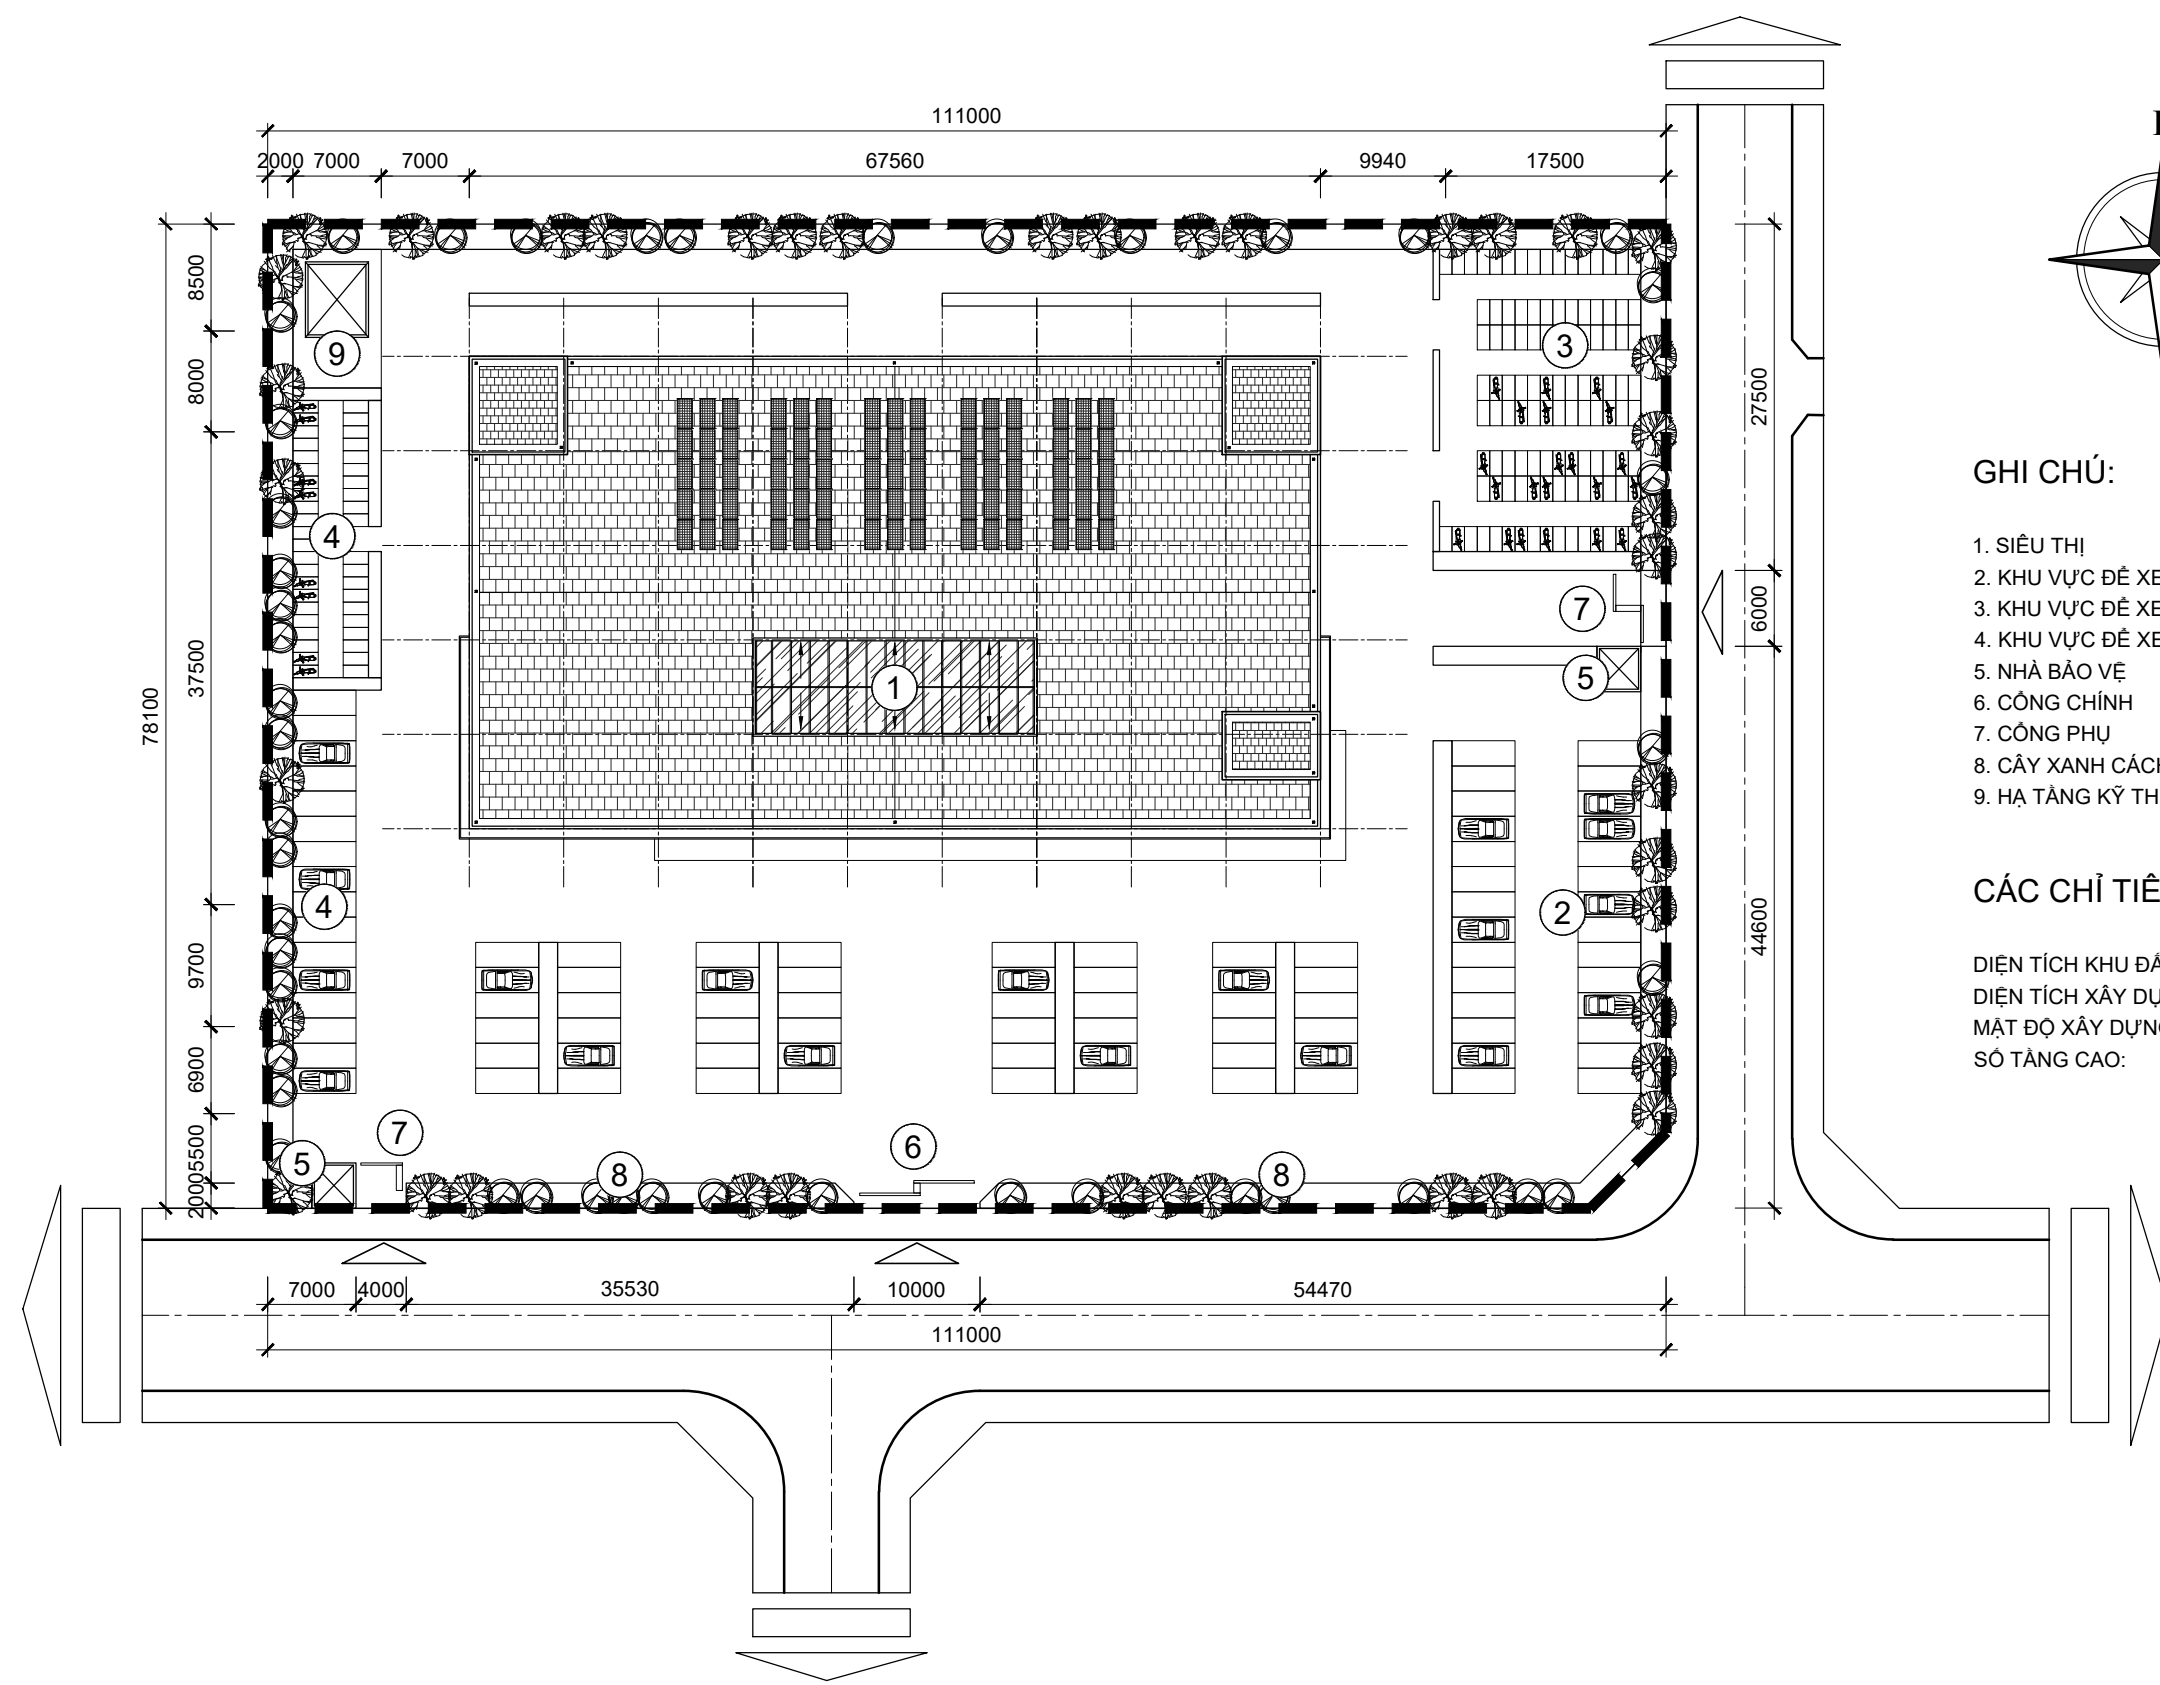 111000
2000 7000 7000 67560 9940 17500
8500
8000
37500
78100
9700
6900
5500
2000
27500
6000
44600
9
3
4
7
5
1
4
2
7
6
5
8
8
7000 4000 35530 10000 54470
111000
GHI CHÚ:
1. SIÊU THỊ
2. KHU VỰC ĐỂ XE
3. KHU VỰC ĐỂ XE
4. KHU VỰC ĐỂ XE
5. NHÀ BẢO VỆ
6. CỔNG CHÍNH
7. CỔNG PHỤ
8. CÂY XANH CÁCH
9. HẠ TẦNG KỸ TH
CÁC CHỈ TIÊ
DIỆN TÍCH KHU ĐẤ
DIỆN TÍCH XÂY DỰ
MẬT ĐỘ XÂY DỰNG
SỐ TẦNG CAO: